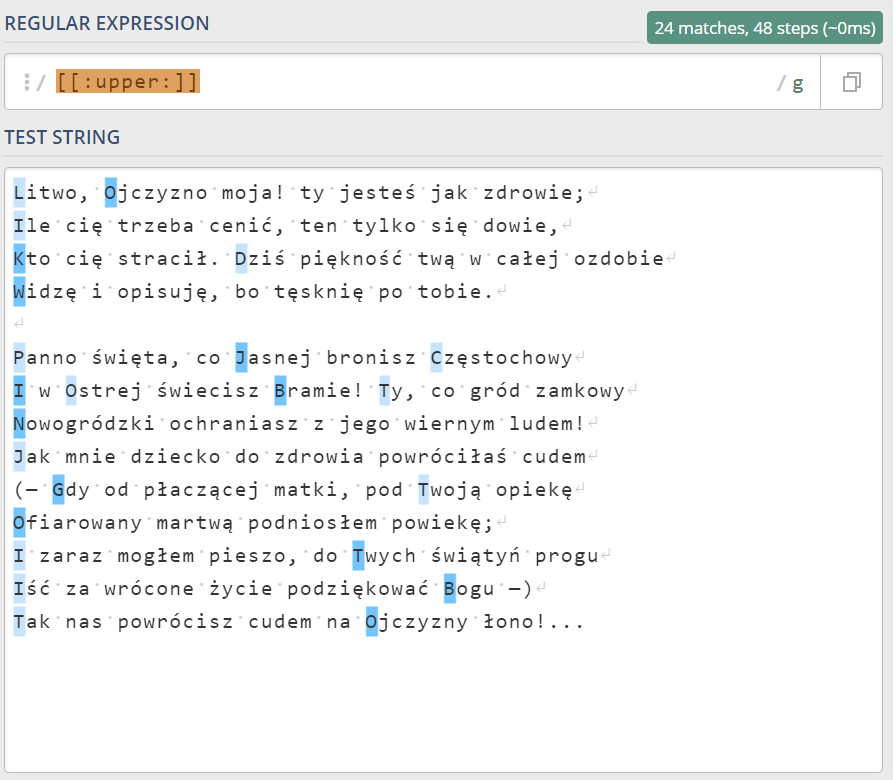 REGULAR EXPRESSION
24 matches, 48 steps (~0ms)
/ [[:upper:]] / g
TEST STRING
Litwo, Ojczyzno moja! ty jesteś jak zdrowie;
Ile cię trzeba cenić, ten tylko się dowie,
Kto cię stracił. Dziś piękność twą w całej ozdobie
Widzę i opisuję, bo tęsknię po tobie.
Panno święta, co Jasnej bronisz Częstochowy
I w Ostrej świecisz Bramie! Ty, co gród zamkowy
Nowogródzki ochraniasz z jego wiernym ludem!
Jak mnie dziecko do zdrowia powróciłaś cudem
(— Gdy od płaczącej matki, pod Twoją opiekę
Ofiarowany martwą podniosłem powiekę;
I zaraz mogłem pieszo, do Twych świątyń progu
Iść za wrócone życie podziękować Bogu —)
Tak nas powrócisz cudem na Ojczyzny łono!...